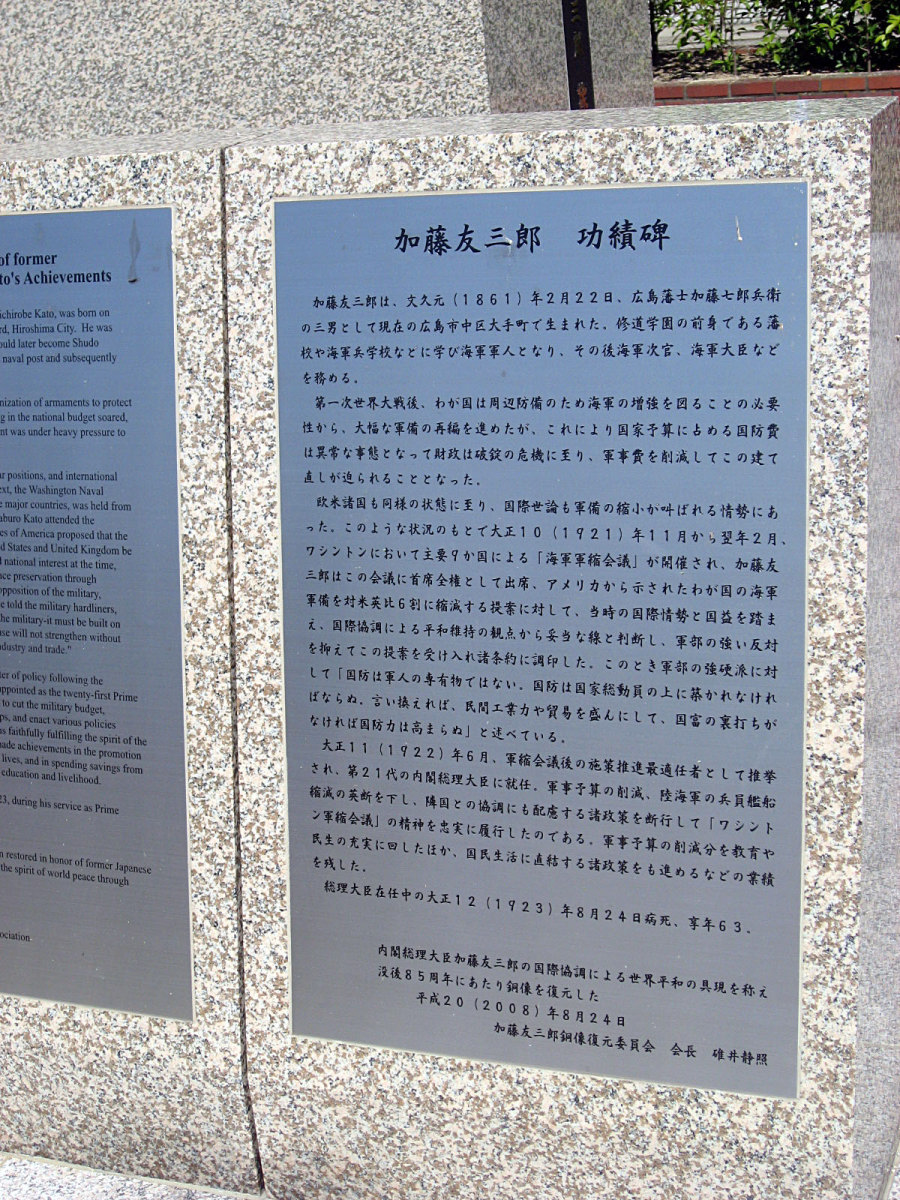 of former
to's Achievements
ichirobe Kato, was born on
rd, Hiroshima City. He was
ould later become Shudo
naval post and subsequently
nization of armaments to protect
ng in the national budget soared,
nt was under heavy pressure to
ar positions, and international
ext, the Washington Naval
e major countries, was held from
aburo Kato attended the
es of America proposed that the
d States and United Kingdom be
d national interest at the time,
nce preservation through
opposition of the military,
e told the military hardliners,
he military-it must be built on
nse will not strengthen without
ndustry and trade."
ter of policy following the
appointed as the twenty-first Prime
to cut the military budget,
ps, and enact various policies
s faithfully fulfilling the spirit of the
made achievements in the promotion
lives, and in spending savings from
education and livelihood.
23, during his service as Prime
n restored in honor of former Japanese
the spirit of world peace through
ociation
加藤友三郎　功績碑
加藤友三郎は、文久元（1861）年2月22日、広島藩士加藤七郎兵衛
の三男として現在の広島市中区大手町で生まれた。修道学園の前身である藩
校や海軍兵学校などに学び海軍軍人となり、その後海軍次官、海軍大臣など
を務める。
第一次世界大戦後、わが国は周辺防備のため海軍の増強を図ることの必要
性から、大幅な軍備の再編を進めたが、これにより国家予算に占める国防費
は異常な事態となって財政は破錠の危機に至り、軍事費を削減してこの建て
直しが迫られることとなった。
欧米諸国も同様の状態に至り、国際世論も軍備の縮小が叫ばれる情勢にあ
った。このような状況のもとで大正10（1921）年11月から翌年2月、
ワシントンにおいて主要9か国による「海軍軍縮会議」が開催され、加藤友
三郎はこの会議に首席全権として出席、アメリカから示されたわが国の海軍
軍備を対米英比6割に縮減する提案に対して、当時の国際情勢と国益を踏ま
え、国際協調による平和維持の観点から妥当な線と判断し、軍部の強い反対
を抑えてこの提案を受け入れ諸条約に調印した。このとき軍部の強硬派に対
して「国防は軍人の専有物ではない。国防は国家総動員の上に築かれなけれ
ばならぬ。言い換えれば、民間工業力や貿易を盛んにして、国富の裏打ちが
なければ国防力は高まらぬ」と述べている。
大正11（1922）年6月、軍縮会議後の施策推進最適任者として推挙
され、第21代の内閣総理大臣に就任。軍事予算の削減、陸海軍の兵員艦船
縮減の英断を下し、隣国との協調にも配慮する諸政策を断行して「ワシント
ン軍縮会議」の精神を忠実に履行したのである。軍事予算の削減分を教育や
民生の充実に回したほか、国民生活に直結する諸政策をも進めるなどの業績
を残した。
総理大臣在任中の大正12（1923）年8月24日病死、享年63．
内閣総理大臣加藤友三郎の国際協調による世界平和の具現を称え
没後85周年にあたり銅像を復元した
平成20（2008）年8月24日
加藤友三郎銅像復元委員会　会長　碓井静照